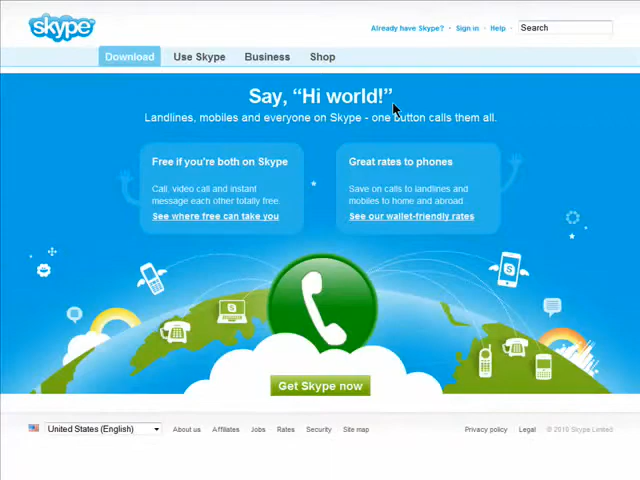 skype
Already have Skype? • Sign in • Help • Search
Download Use Skype Business Shop
Say, “Hi world!”
Landlines, mobiles and everyone on Skype - one button calls them all.
Free if you're both on Skype
Call, video call and instant
message each other totally free.
See where free can take you
Great rates to phones
Save on calls to landlines and
mobiles to home and abroad.
See our wallet-friendly rates
Get Skype now
United States (English) About us Affiliates Jobs Rates Security Site map Privacy policy Legal © 2010 Skype Limited